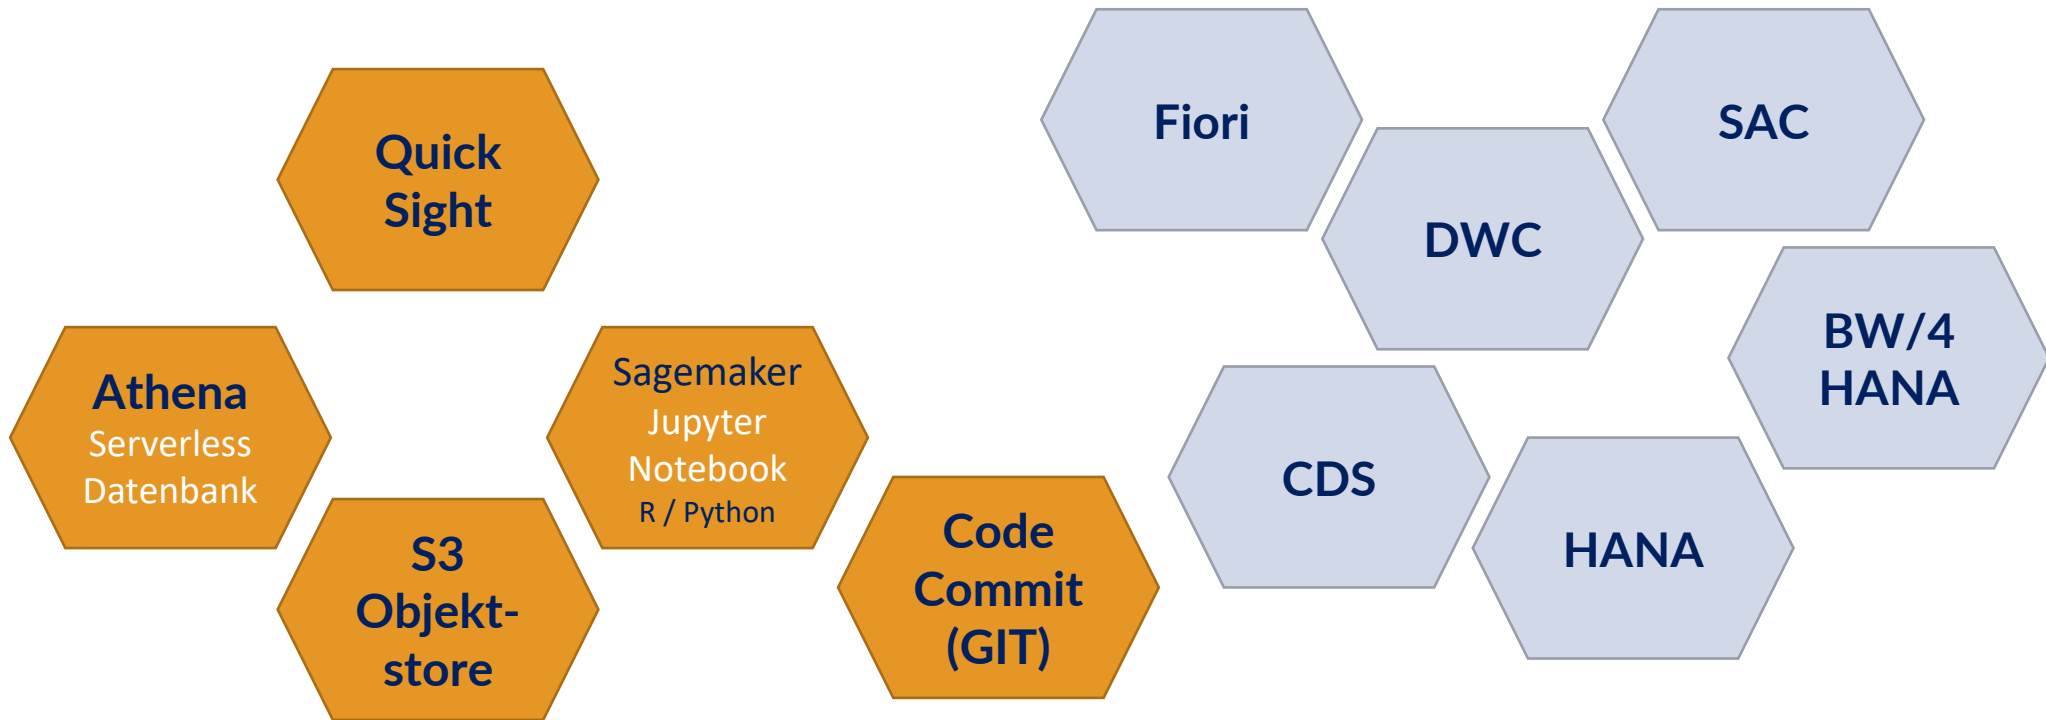 Quick
Sight
Athena
Serverless
Datenbank
S3
Objekt-
store
Sagemaker
Jupyter
Notebook
R / Python
Code
Commit
(GIT)
Fiori
DWC
SAC
BW/4
HANA
CDS
HANA